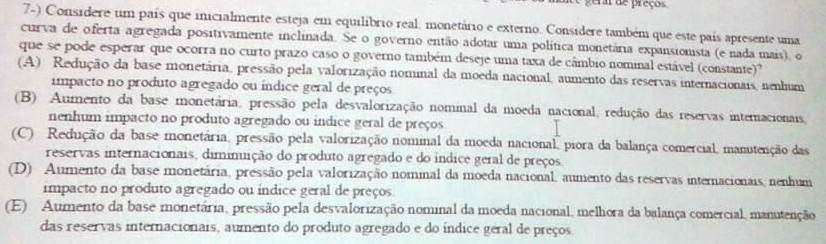 geral de preços.
7-) Considere um país que inicialmente esteja em equilíbrio real, monetário e externo. Considere também que este país apresente uma
curva de oferta agregada positivamente inclinada. Se o governo então adotar uma política monetária expansionista (e nada mais), o
que se pode esperar que ocorra no curto prazo caso o governo também deseje uma taxa de câmbio nominal estável (constante)?
(A) Redução da base monetária, pressão pela valorização nominal da moeda nacional, aumento das reservas internacionais, nenhum
impacto no produto agregado ou índice geral de preços.
(B) Aumento da base monetária, pressão pela desvalorização nominal da moeda nacional, redução das reservas internacionais,
nenhum impacto no produto agregado ou índice geral de preços.
(C) Redução da base monetária, pressão pela valorização nominal da moeda nacional, piora da balança comercial, manutenção das
reservas internacionais, diminuição do produto agregado e do índice geral de preços.
(D) Aumento da base monetária, pressão pela valorização nominal da moeda nacional, aumento das reservas internacionais, nenhum
impacto no produto agregado ou índice geral de preços.
(E) Aumento da base monetária, pressão pela desvalorização nominal da moeda nacional, melhora da balança comercial, manutenção
das reservas internacionais, aumento do produto agregado e do índice geral de preços.